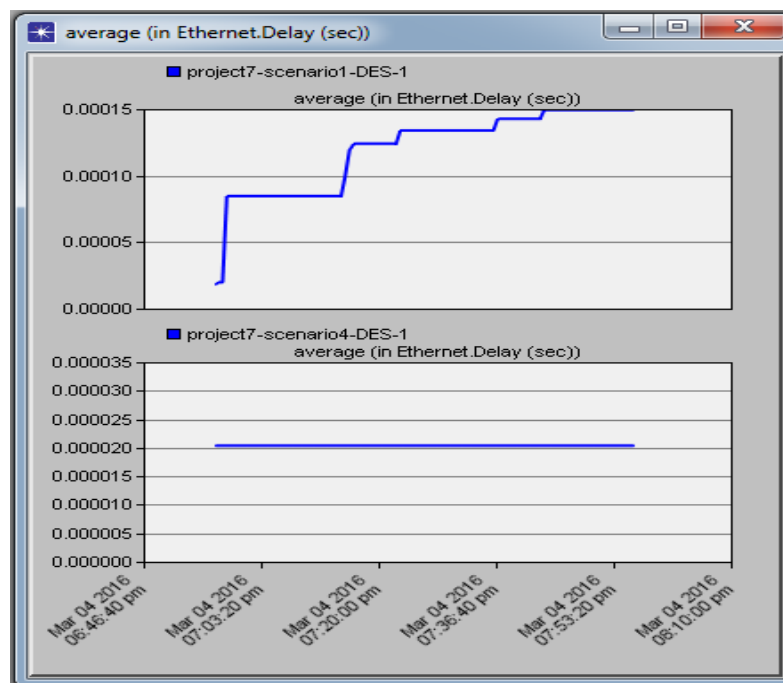 average (in Ethernet.Delay (sec))
project7-scenario1-DES-1
average (in Ethernet.Delay (sec))
0.00015
0.00010
0.00005
0.00000
project7-scenario4-DES-1
average (in Ethernet.Delay (sec))
0.000035
0.000030
0.000025
0.000020
0.000015
0.000010
0.000005
0.000000
Mar 04 2016
06:46:40 pm
Mar 04 2016
07:03:20 pm
Mar 04 2016
07:20:00 pm
Mar 04 2016
07:36:40 pm
Mar 04 2016
07:53:20 pm
Mar 04 2016
08:10:00 pm